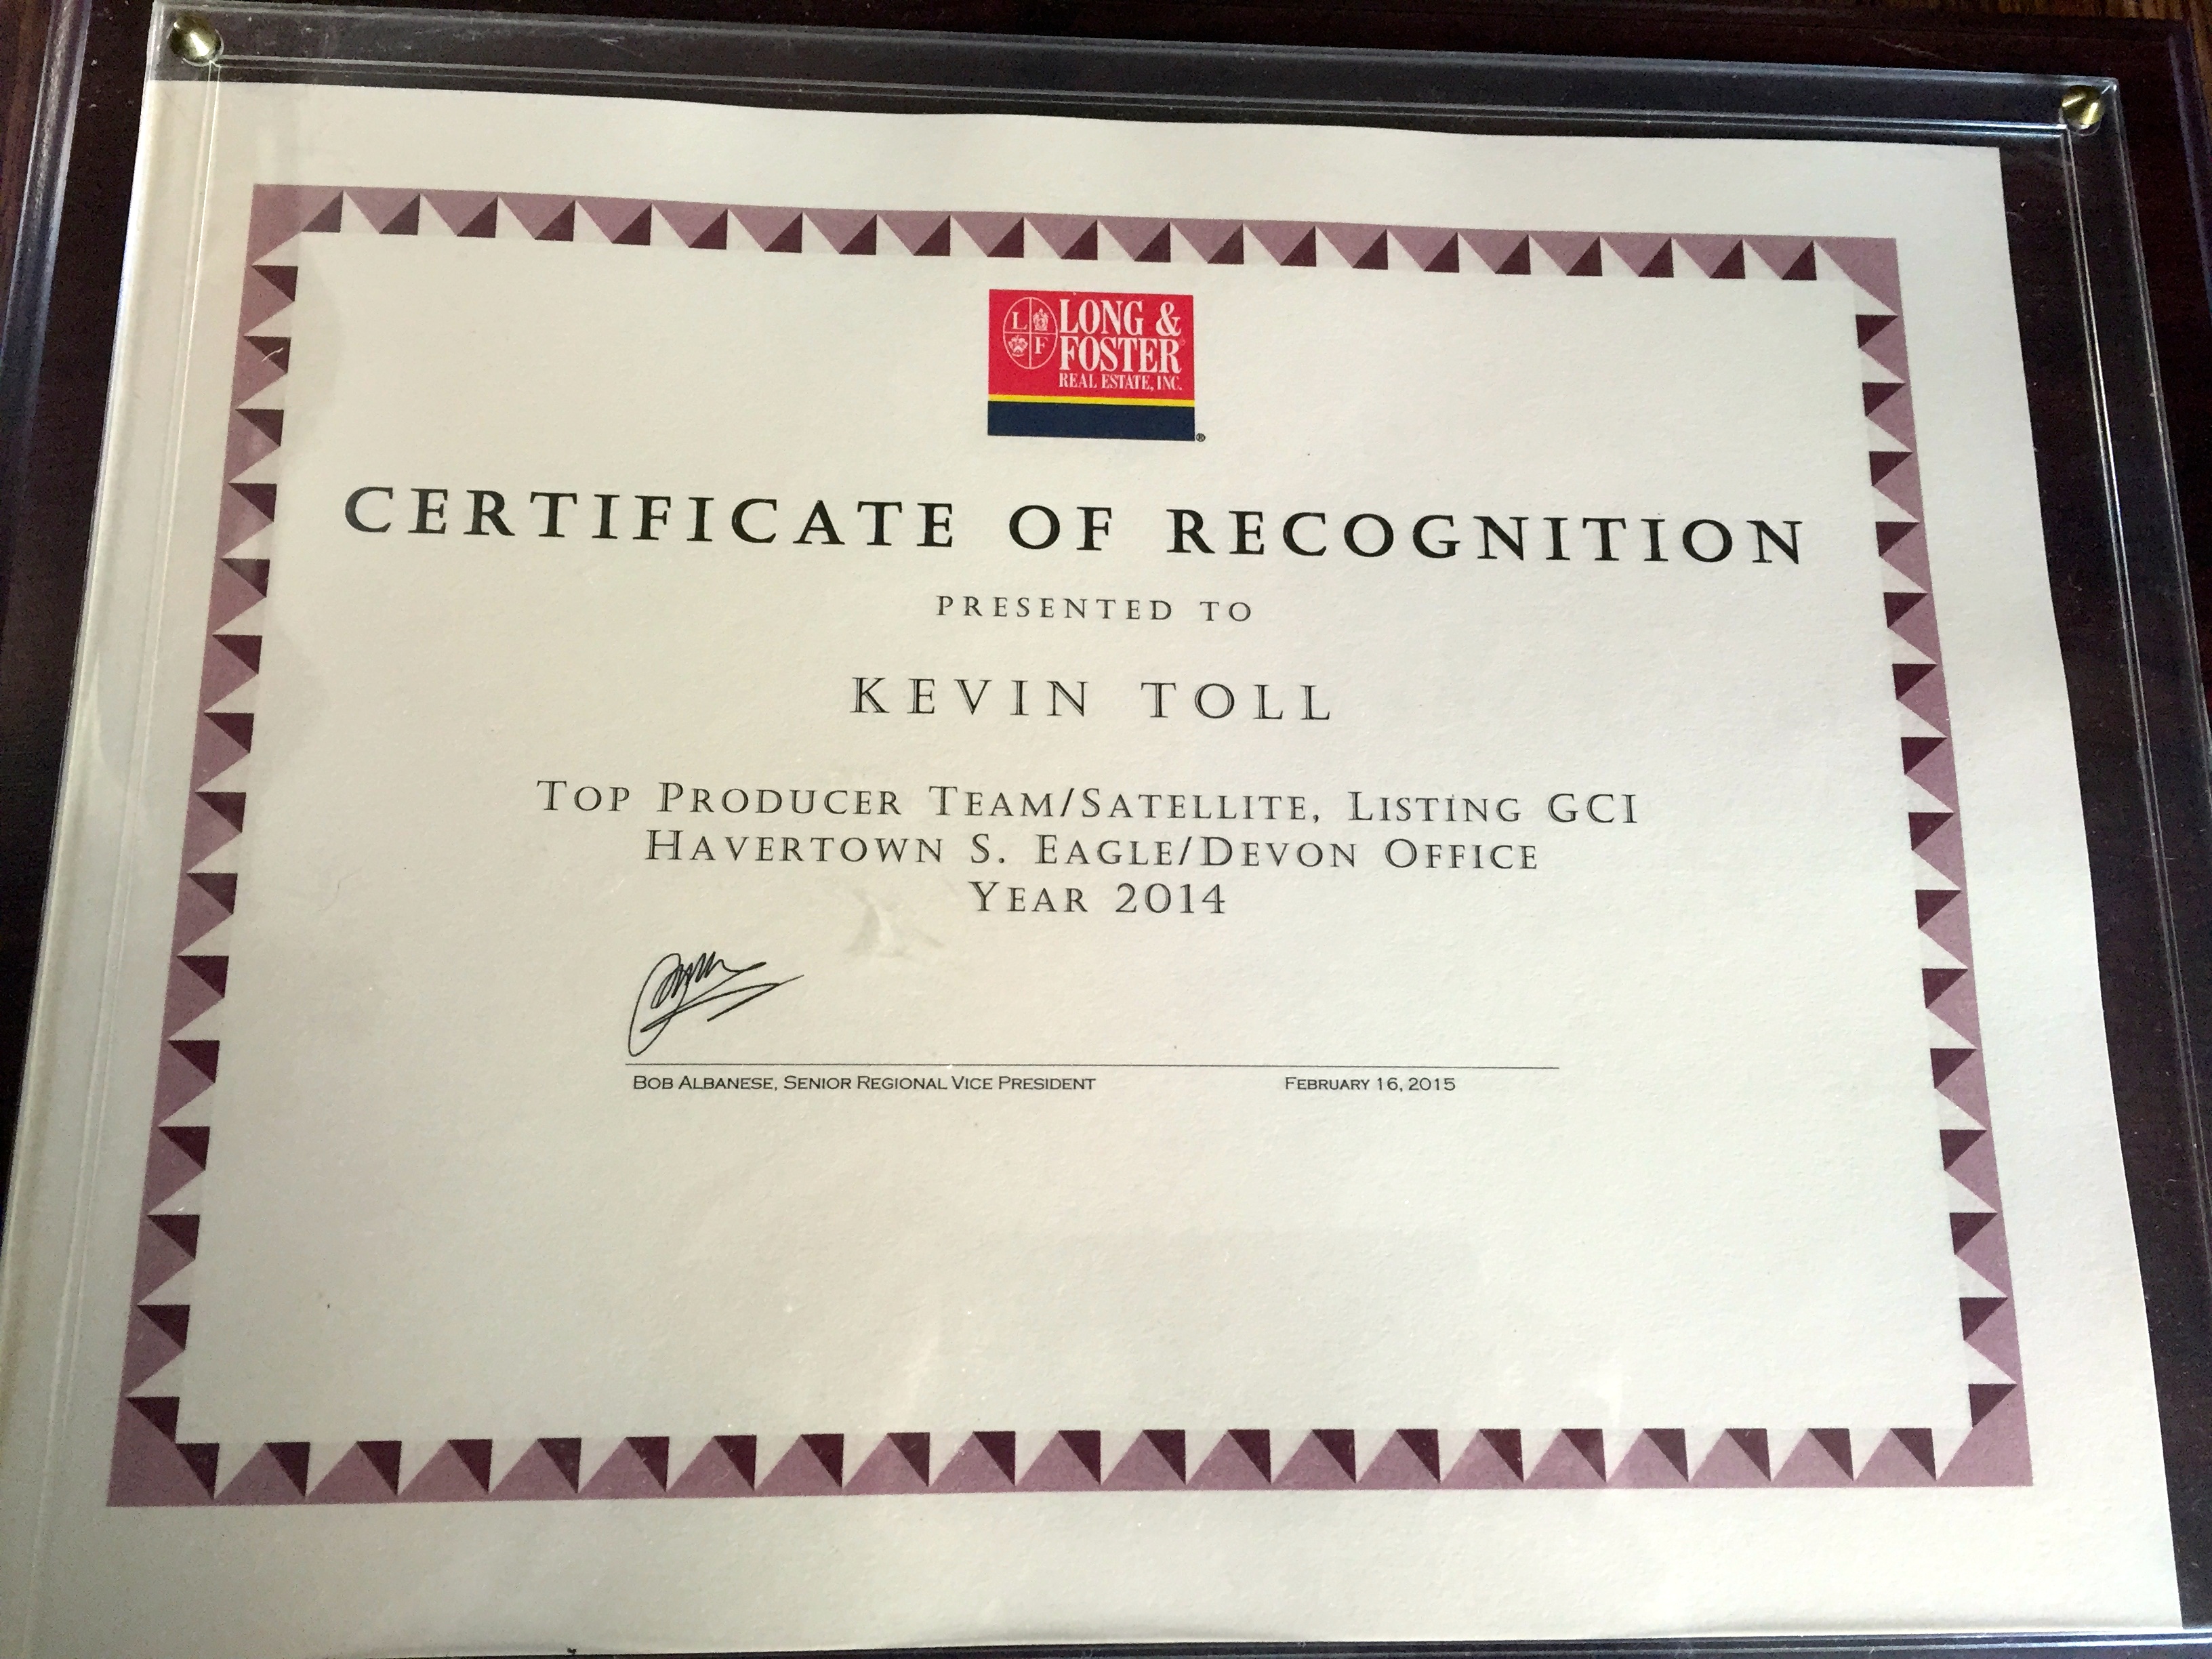 L
F
LONG &
FOSTER
REAL ESTATE, INC.
®
CERTIFICATE OF RECOGNITION
PRESENTED TO
KEVIN TOLL
TOP PRODUCER TEAM/SATELLITE, LISTING GCI
HAVERTOWN S. EAGLE/DEVON OFFICE
YEAR 2014
BOB ALBANESE, SENIOR REGIONAL VICE PRESIDENT FEBRUARY 16, 2015